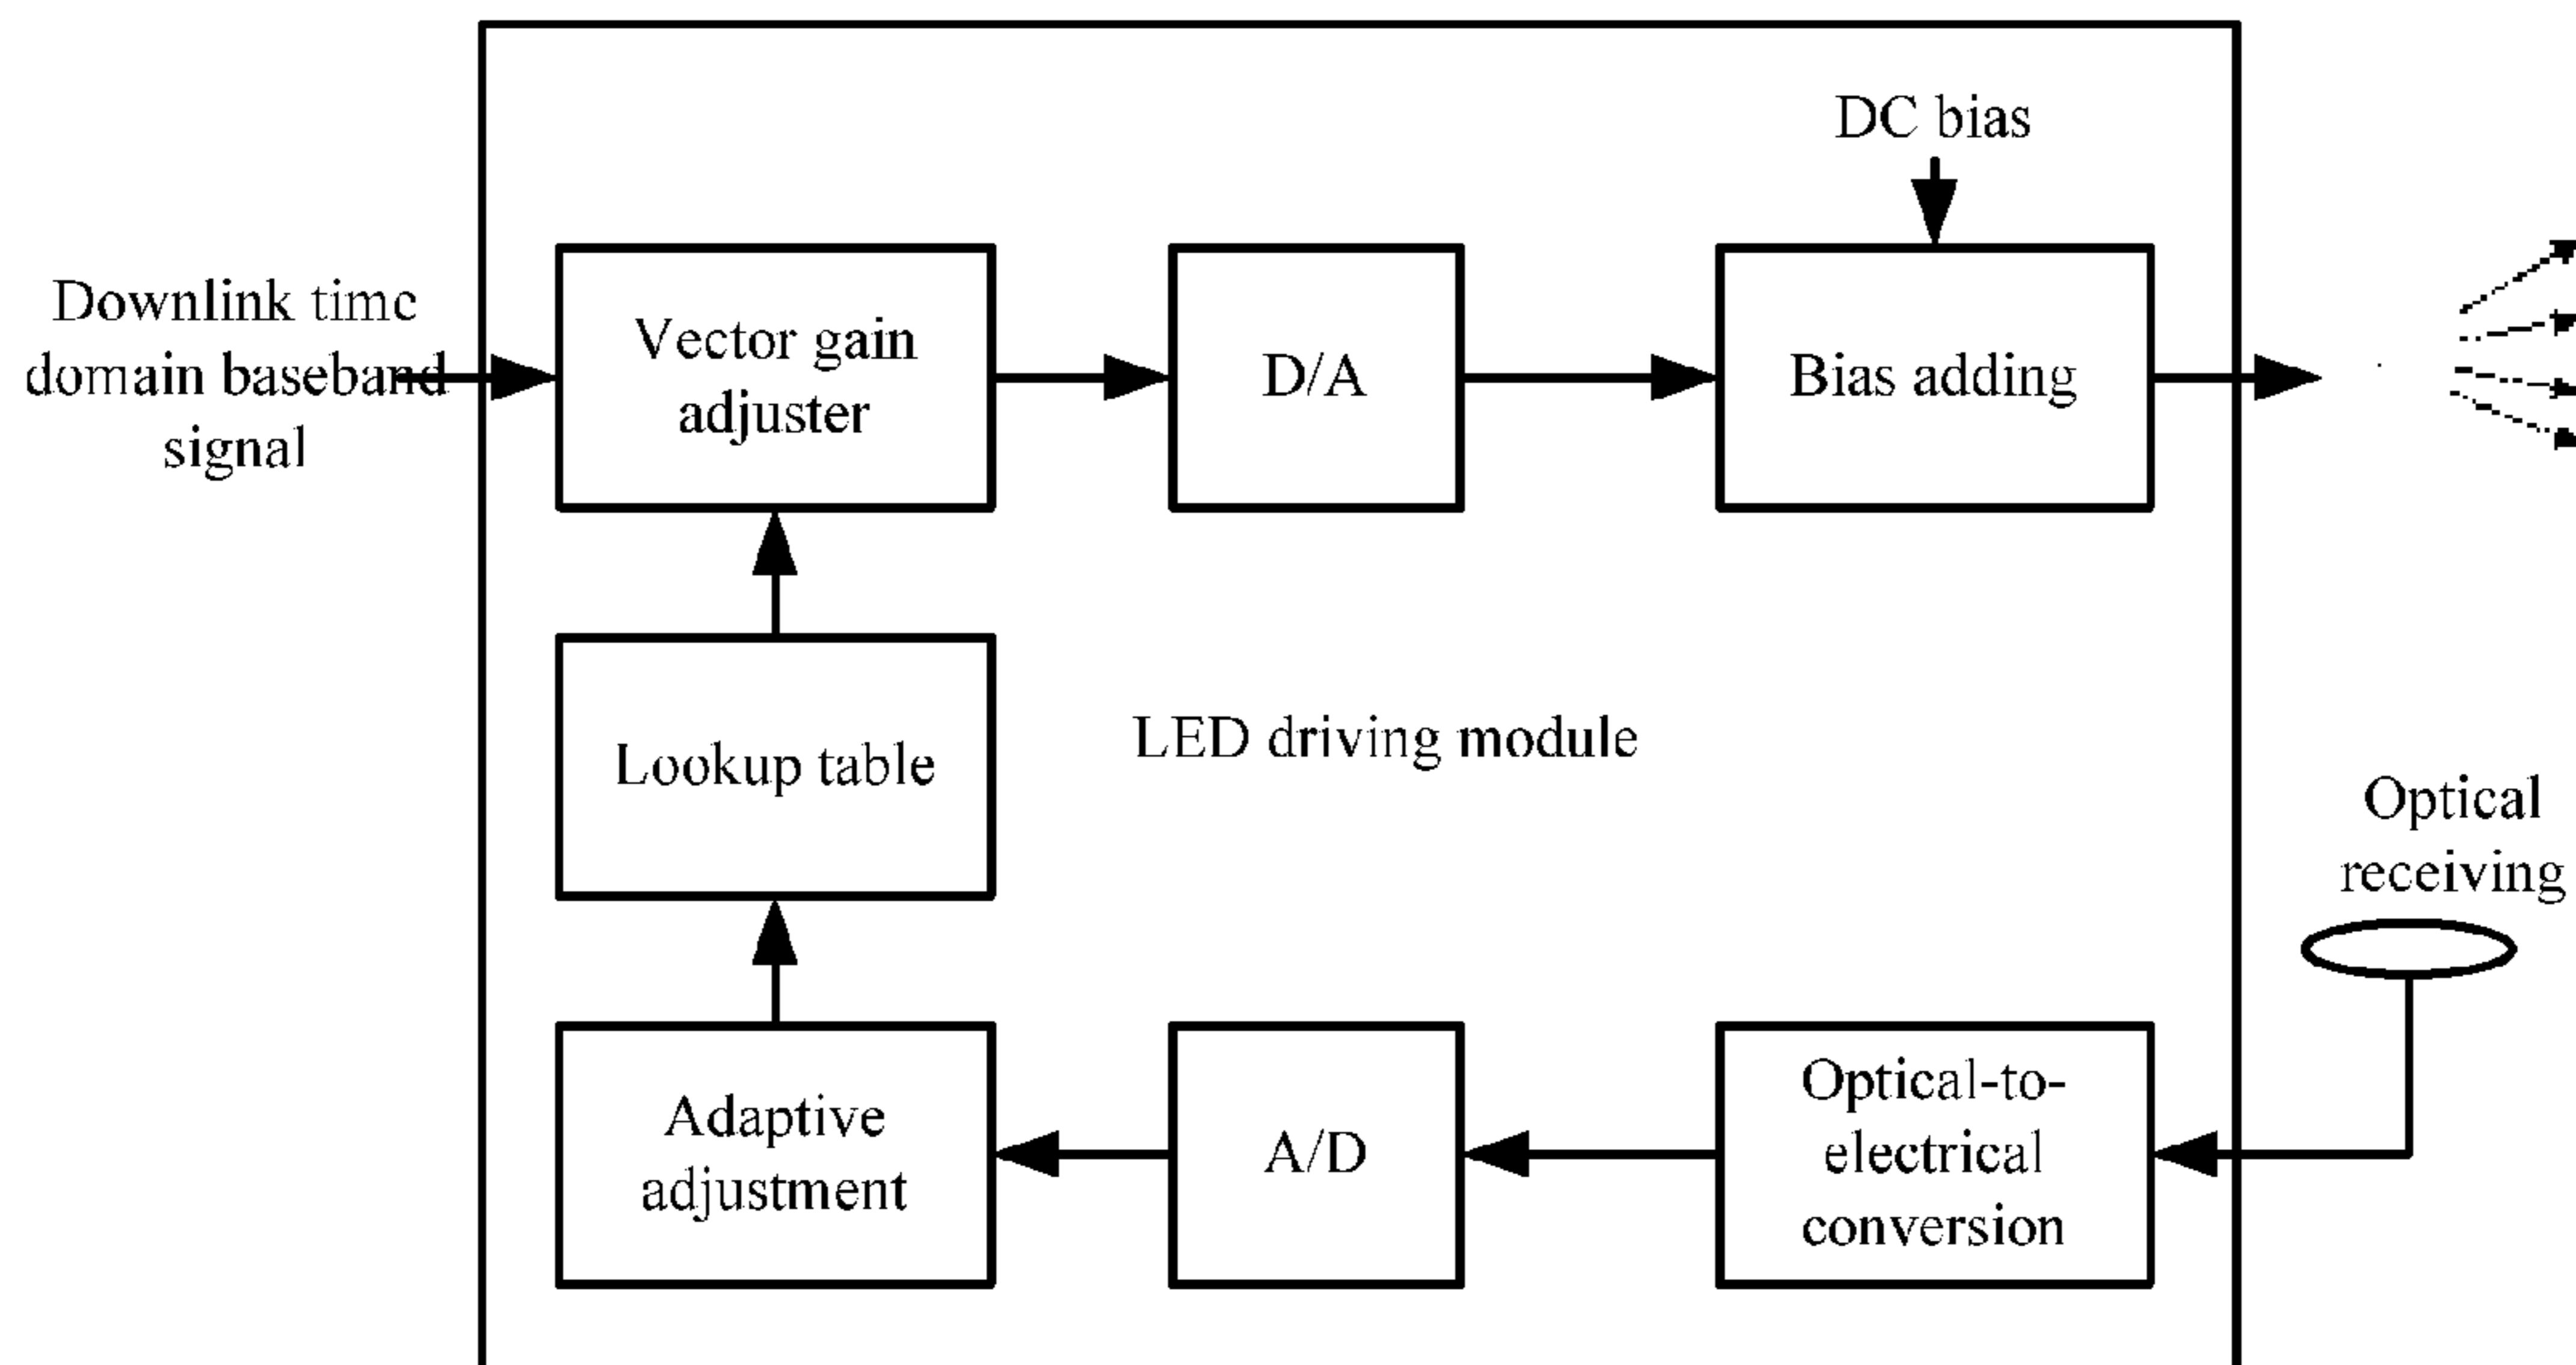 DC bias
Downlink time
domain baseband
signal
Vector gain
adjuster
D/A
Bias adding
Lookup table
LED driving module
Optical
receiving
Adaptive
adjustment
A/D
Optical-to-
electrical
conversion